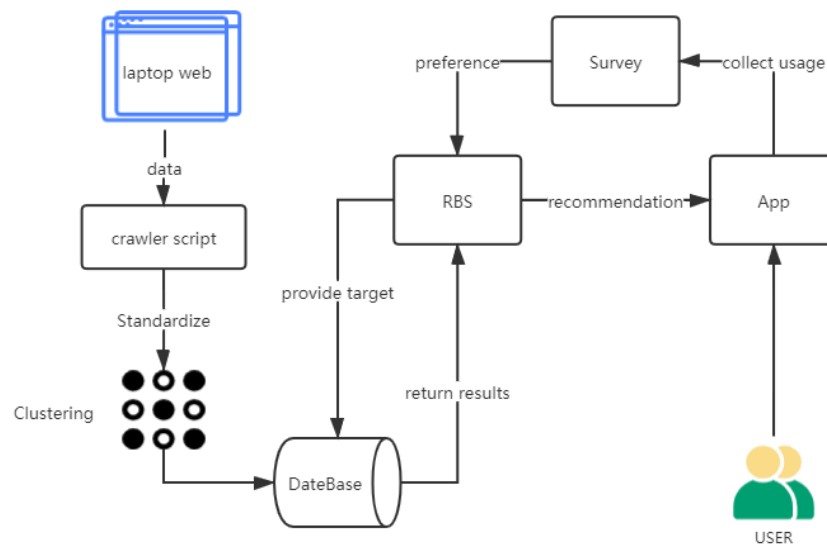 laptop web
preference
Survey
collect usage
data
RBS
recommendation
App
crawler script
provide target
Standardize
return results
Clustering
DateBase
USER